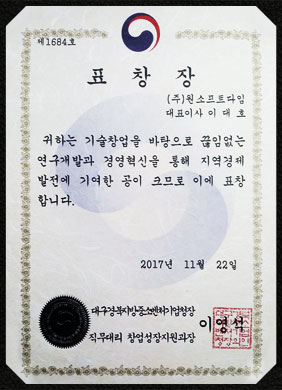 제1684호
표 창 장
(주)원소프트다임
대표이사 이 대 호
귀하는 기술창업을 바탕으로 끊임없는
연구개발과 경영혁신을 통해 지역경제
발전에 기여한 공이 크므로 이에 표창
합니다.
2017년 11월 22일
대구경북지방중소벤처기업청장
직무대리 창업성장지원과장
이영석